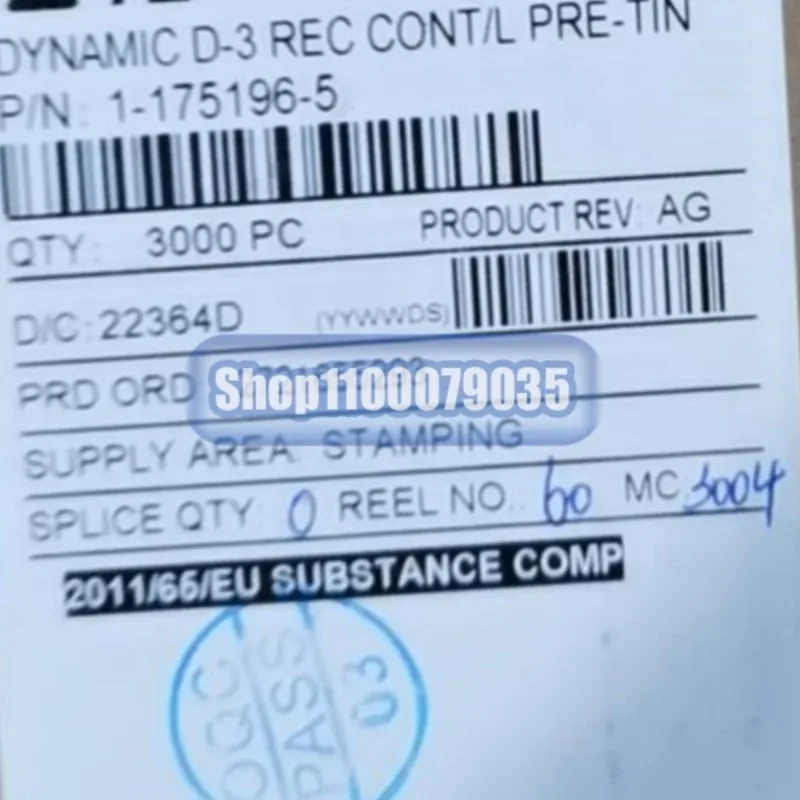 DYNAMIC D-3 REC CONT/L PRE-TIN
P/N: 1-175196-5
QTY: 3000 PC PRODUCT REV: AG
D/C: 22364D (YYWWDS)
PRD ORD
Shop1100079035
SUPPLY AREA: STAMPING
SPLICE QTY: 0 REEL NO.: 60 MC: 3004
2011/65/EU SUBSTANCE COMP
OQC
PASS
03